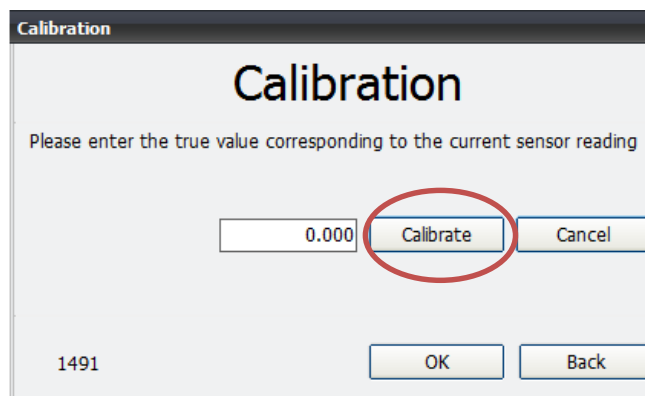 Calibration
Calibration
Please enter the true value corresponding to the current sensor reading
0.000 Calibrate Cancel
1491 OK Back